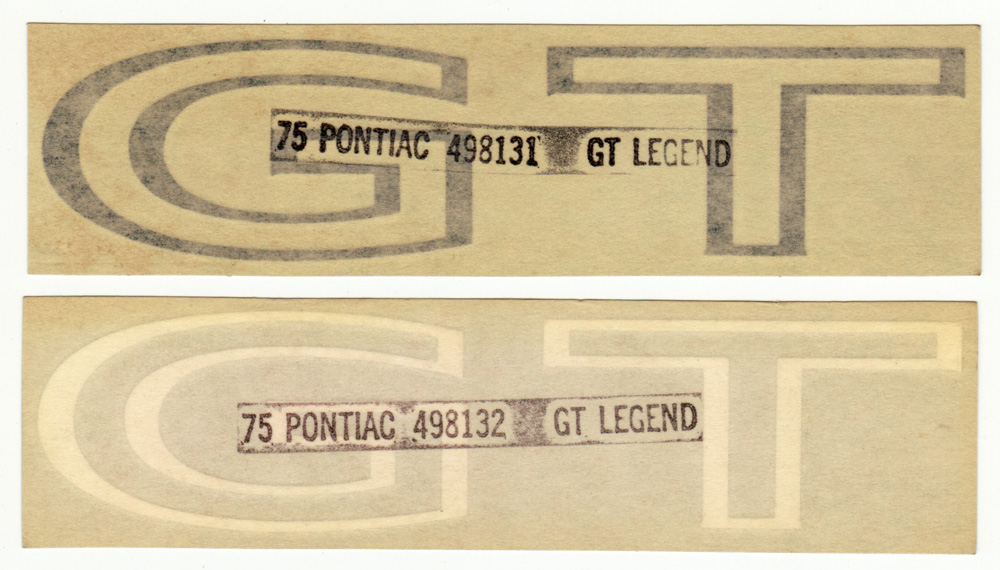 GT
75 PONTIAC 498131 GT LEGEND
GT
75 PONTIAC 498132 GT LEGEND